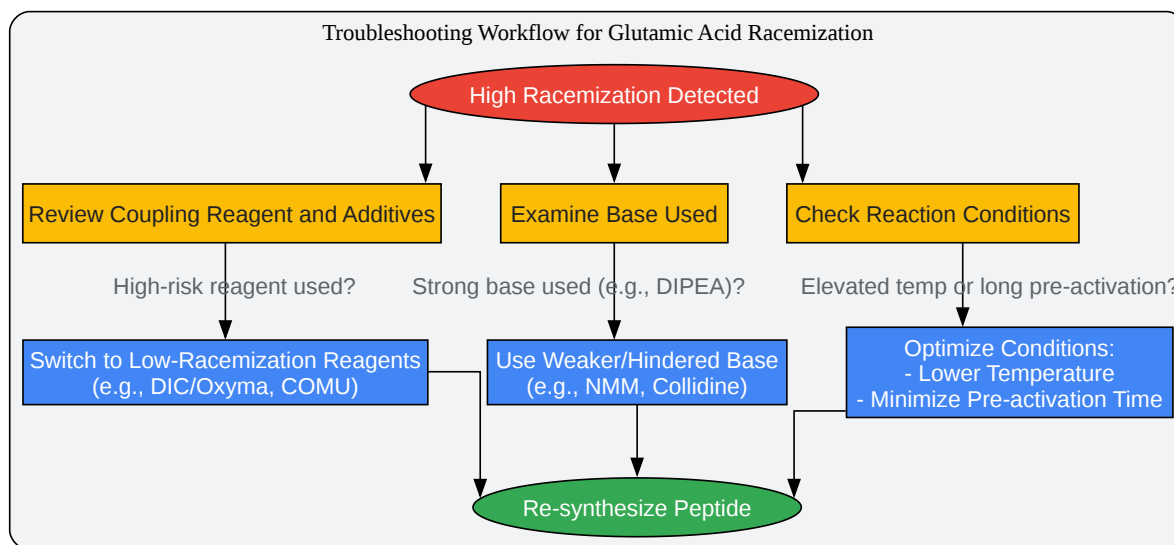 Troubleshooting Workflow for Glutamic Acid Racemization
High Racemization Detected
Review Coupling Reagent and Additives
Examine Base Used
Check Reaction Conditions
High-risk reagent used?
Strong base used (e.g., DIPEA)?
Elevated temp or long pre-activation?
Switch to Low-Racemization Reagents
(e.g., DIC/Oxyma, COMU)
Use Weaker/Hindered Base
(e.g., NMM, Collidine)
Optimize Conditions:
- Lower Temperature
- Minimize Pre-activation Time
Re-synthesize Peptide